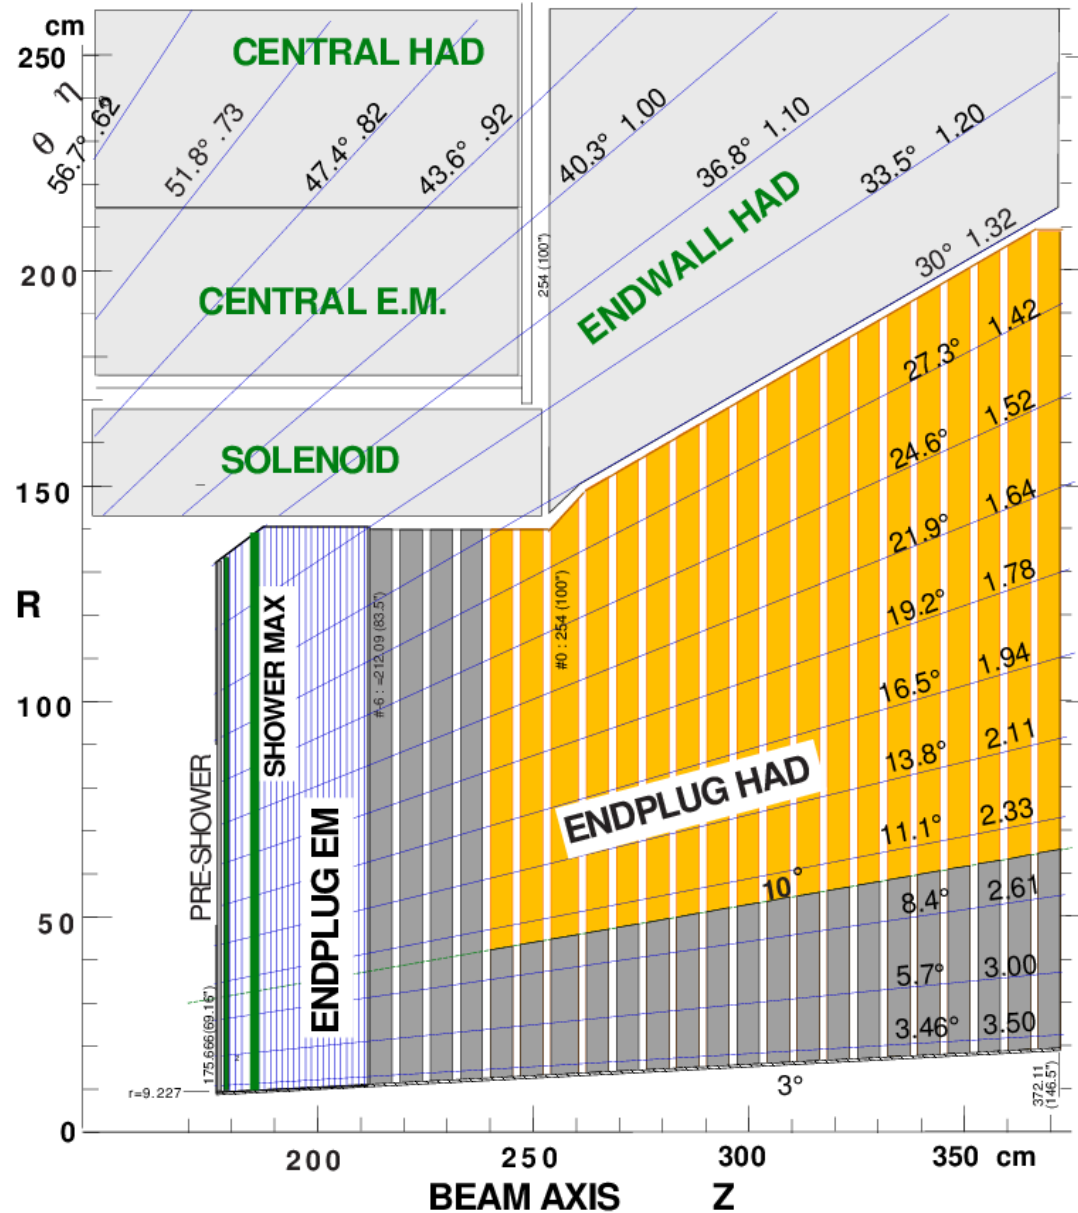 cm
250
η
θ
56.7° .62
51.8° .73
47.4° .82
43.6° .92
40.3° 1.00
36.8° 1.10
33.5° 1.20
30° 1.32
CENTRAL HAD
CENTRAL E.M.
SOLENOID
ENDWALL HAD
254 (100")
200
150
R
100
50
0
27.3° 1.42
24.6° 1.52
21.9° 1.64
19.2° 1.78
16.5° 1.94
13.8° 2.11
11.1° 2.33
10°
8.4° 2.61
5.7° 3.00
3.46° 3.50
3°
SHOWER MAX
#-6 : =212.09 (83.5")
#0 : 254 (100")
PRE-SHOWER
ENDPLUG EM
ENDPLUG HAD
175.666(69.16")
r=9.227
372.11
(146.5")
200
250
300
350 cm
BEAM AXIS Z